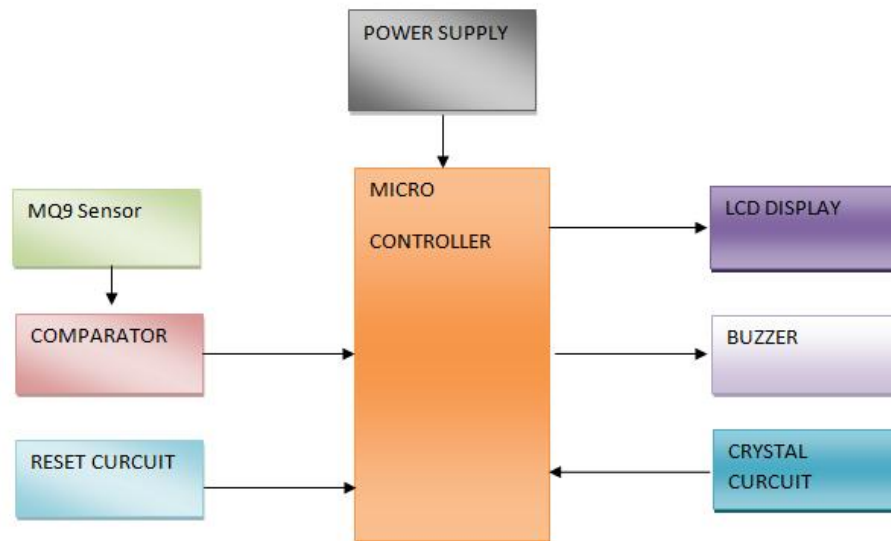 POWER SUPPLY
MQ9 Sensor
MICRO
CONTROLLER
LCD DISPLAY
COMPARATOR
BUZZER
RESET CURCUIT
CRYSTAL
CURCUIT